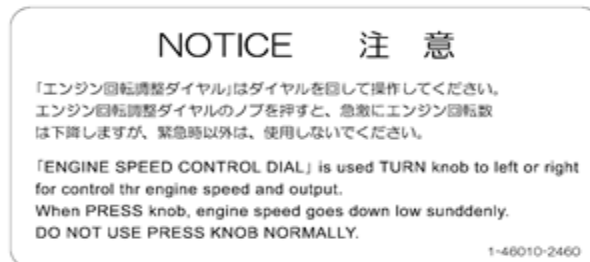 NOTICE 注意
「エンジン回転調整ダイヤル」はダイヤルを回して操作してください。
エンジン回転調整ダイヤルのノブを押すと、急激にエンジン回転数
は下降しますが、緊急時以外は、使用しないでください。
「ENGINE SPEED CONTROL DIAL」 is used TURN knob to left or right
for control thr engine speed and output.
When PRESS knob, engine speed goes down low sunddenly.
DO NOT USE PRESS KNOB NORMALLY.
1-46010-2460